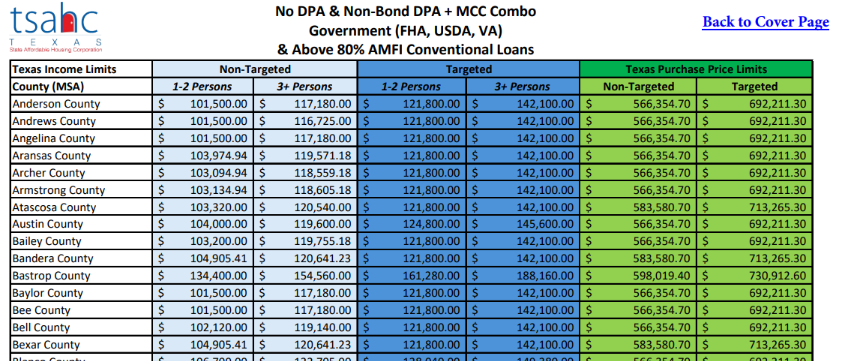 tsahc
TEXAS
State Affordable Housing Corporation
No DPA & Non-Bond DPA + MCC Combo
Government (FHA, USDA, VA)
& Above 80% AMFI Conventional Loans
Back to Cover Page
Texas Income Limits Non-Targeted Targeted Texas Purchase Price Limits
County (MSA) 1-2 Persons 3+ Persons 1-2 Persons 3+ Persons Non-Targeted Targeted
Anderson County $ 101,500.00 $ 117,180.00 $ 121,800.00 $ 142,100.00 $ 566,354.70 $ 692,211.30
Andrews County $ 101,500.00 $ 116,725.00 $ 121,800.00 $ 142,100.00 $ 566,354.70 $ 692,211.30
Angelina County $ 101,500.00 $ 117,180.00 $ 121,800.00 $ 142,100.00 $ 566,354.70 $ 692,211.30
Aransas County $ 103,974.94 $ 119,571.18 $ 121,800.00 $ 142,100.00 $ 566,354.70 $ 692,211.30
Archer County $ 103,094.94 $ 118,559.18 $ 121,800.00 $ 142,100.00 $ 566,354.70 $ 692,211.30
Armstrong County $ 103,134.94 $ 118,605.18 $ 121,800.00 $ 142,100.00 $ 566,354.70 $ 692,211.30
Atascosa County $ 103,320.00 $ 120,540.00 $ 121,800.00 $ 142,100.00 $ 583,580.70 $ 713,265.30
Austin County $ 104,000.00 $ 119,600.00 $ 124,800.00 $ 145,600.00 $ 566,354.70 $ 692,211.30
Bailey County $ 103,200.00 $ 119,755.18 $ 121,800.00 $ 142,100.00 $ 566,354.70 $ 692,211.30
Bandera County $ 104,905.41 $ 120,641.23 $ 121,800.00 $ 142,100.00 $ 583,580.70 $ 713,265.30
Bastrop County $ 134,400.00 $ 154,560.00 $ 161,280.00 $ 188,160.00 $ 598,019.40 $ 730,912.60
Baylor County $ 101,500.00 $ 117,180.00 $ 121,800.00 $ 142,100.00 $ 566,354.70 $ 692,211.30
Bee County $ 101,500.00 $ 117,180.00 $ 121,800.00 $ 142,100.00 $ 566,354.70 $ 692,211.30
Bell County $ 102,120.00 $ 119,140.00 $ 121,800.00 $ 142,100.00 $ 566,354.70 $ 692,211.30
Bexar County $ 104,905.41 $ 120,641.23 $ 121,800.00 $ 142,100.00 $ 583,580.70 $ 713,265.30